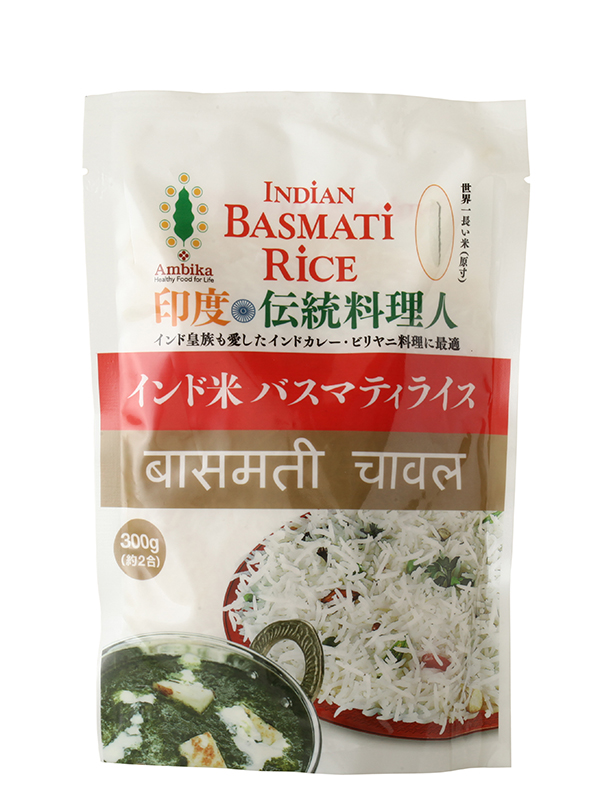 INDIAN
BASMATI
RICE
世界一長い米(原寸)
Ambika
Healthy Food for Life
印度 伝統料理人
インド皇族も愛したインドカレー・ビリヤニ料理に最適
インド米 バスマティライス
बासमती चावल
300g
(約2合)